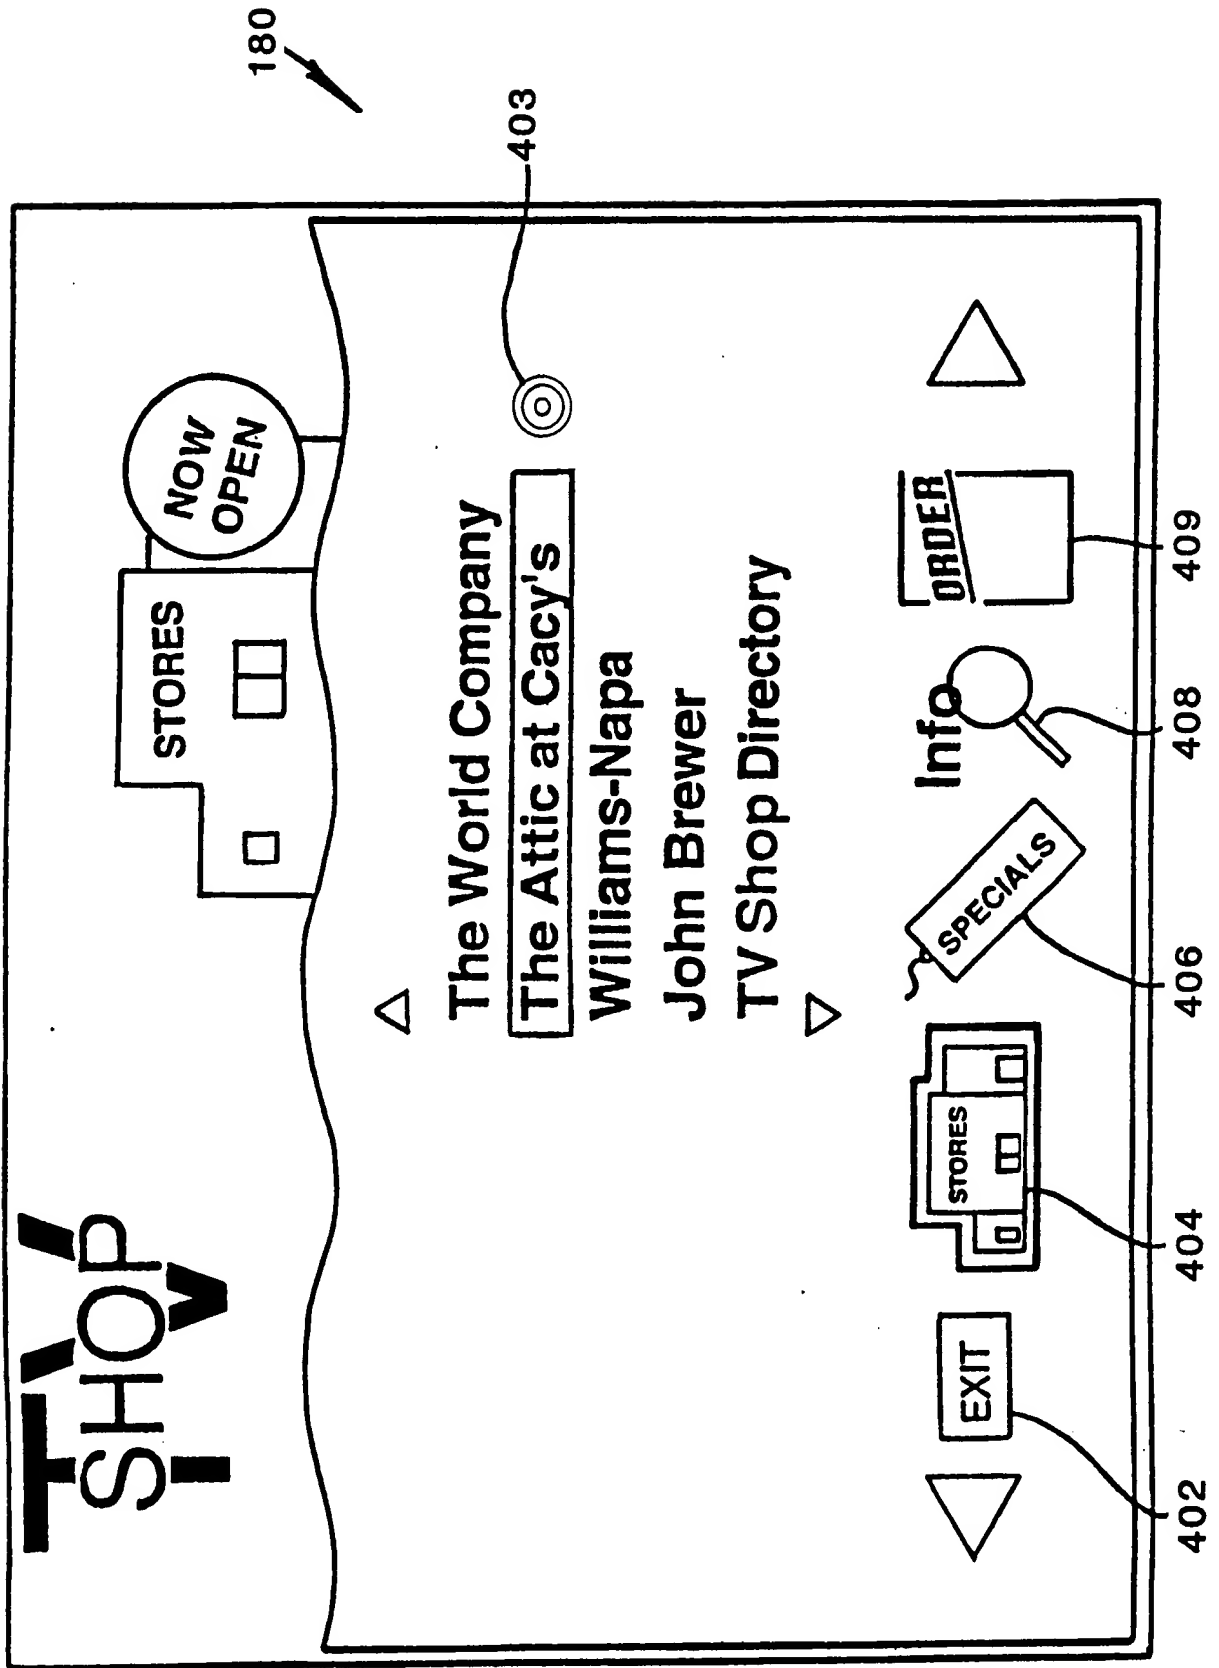 180
TV
SHOP
STORES
NOW
OPEN
403
The World Company
The Attic at Cacy's
Williams-Napa
John Brewer
TV Shop Directory
EXIT
STORES
SPECIALS
Info
ORDER
402
404
406
408
409